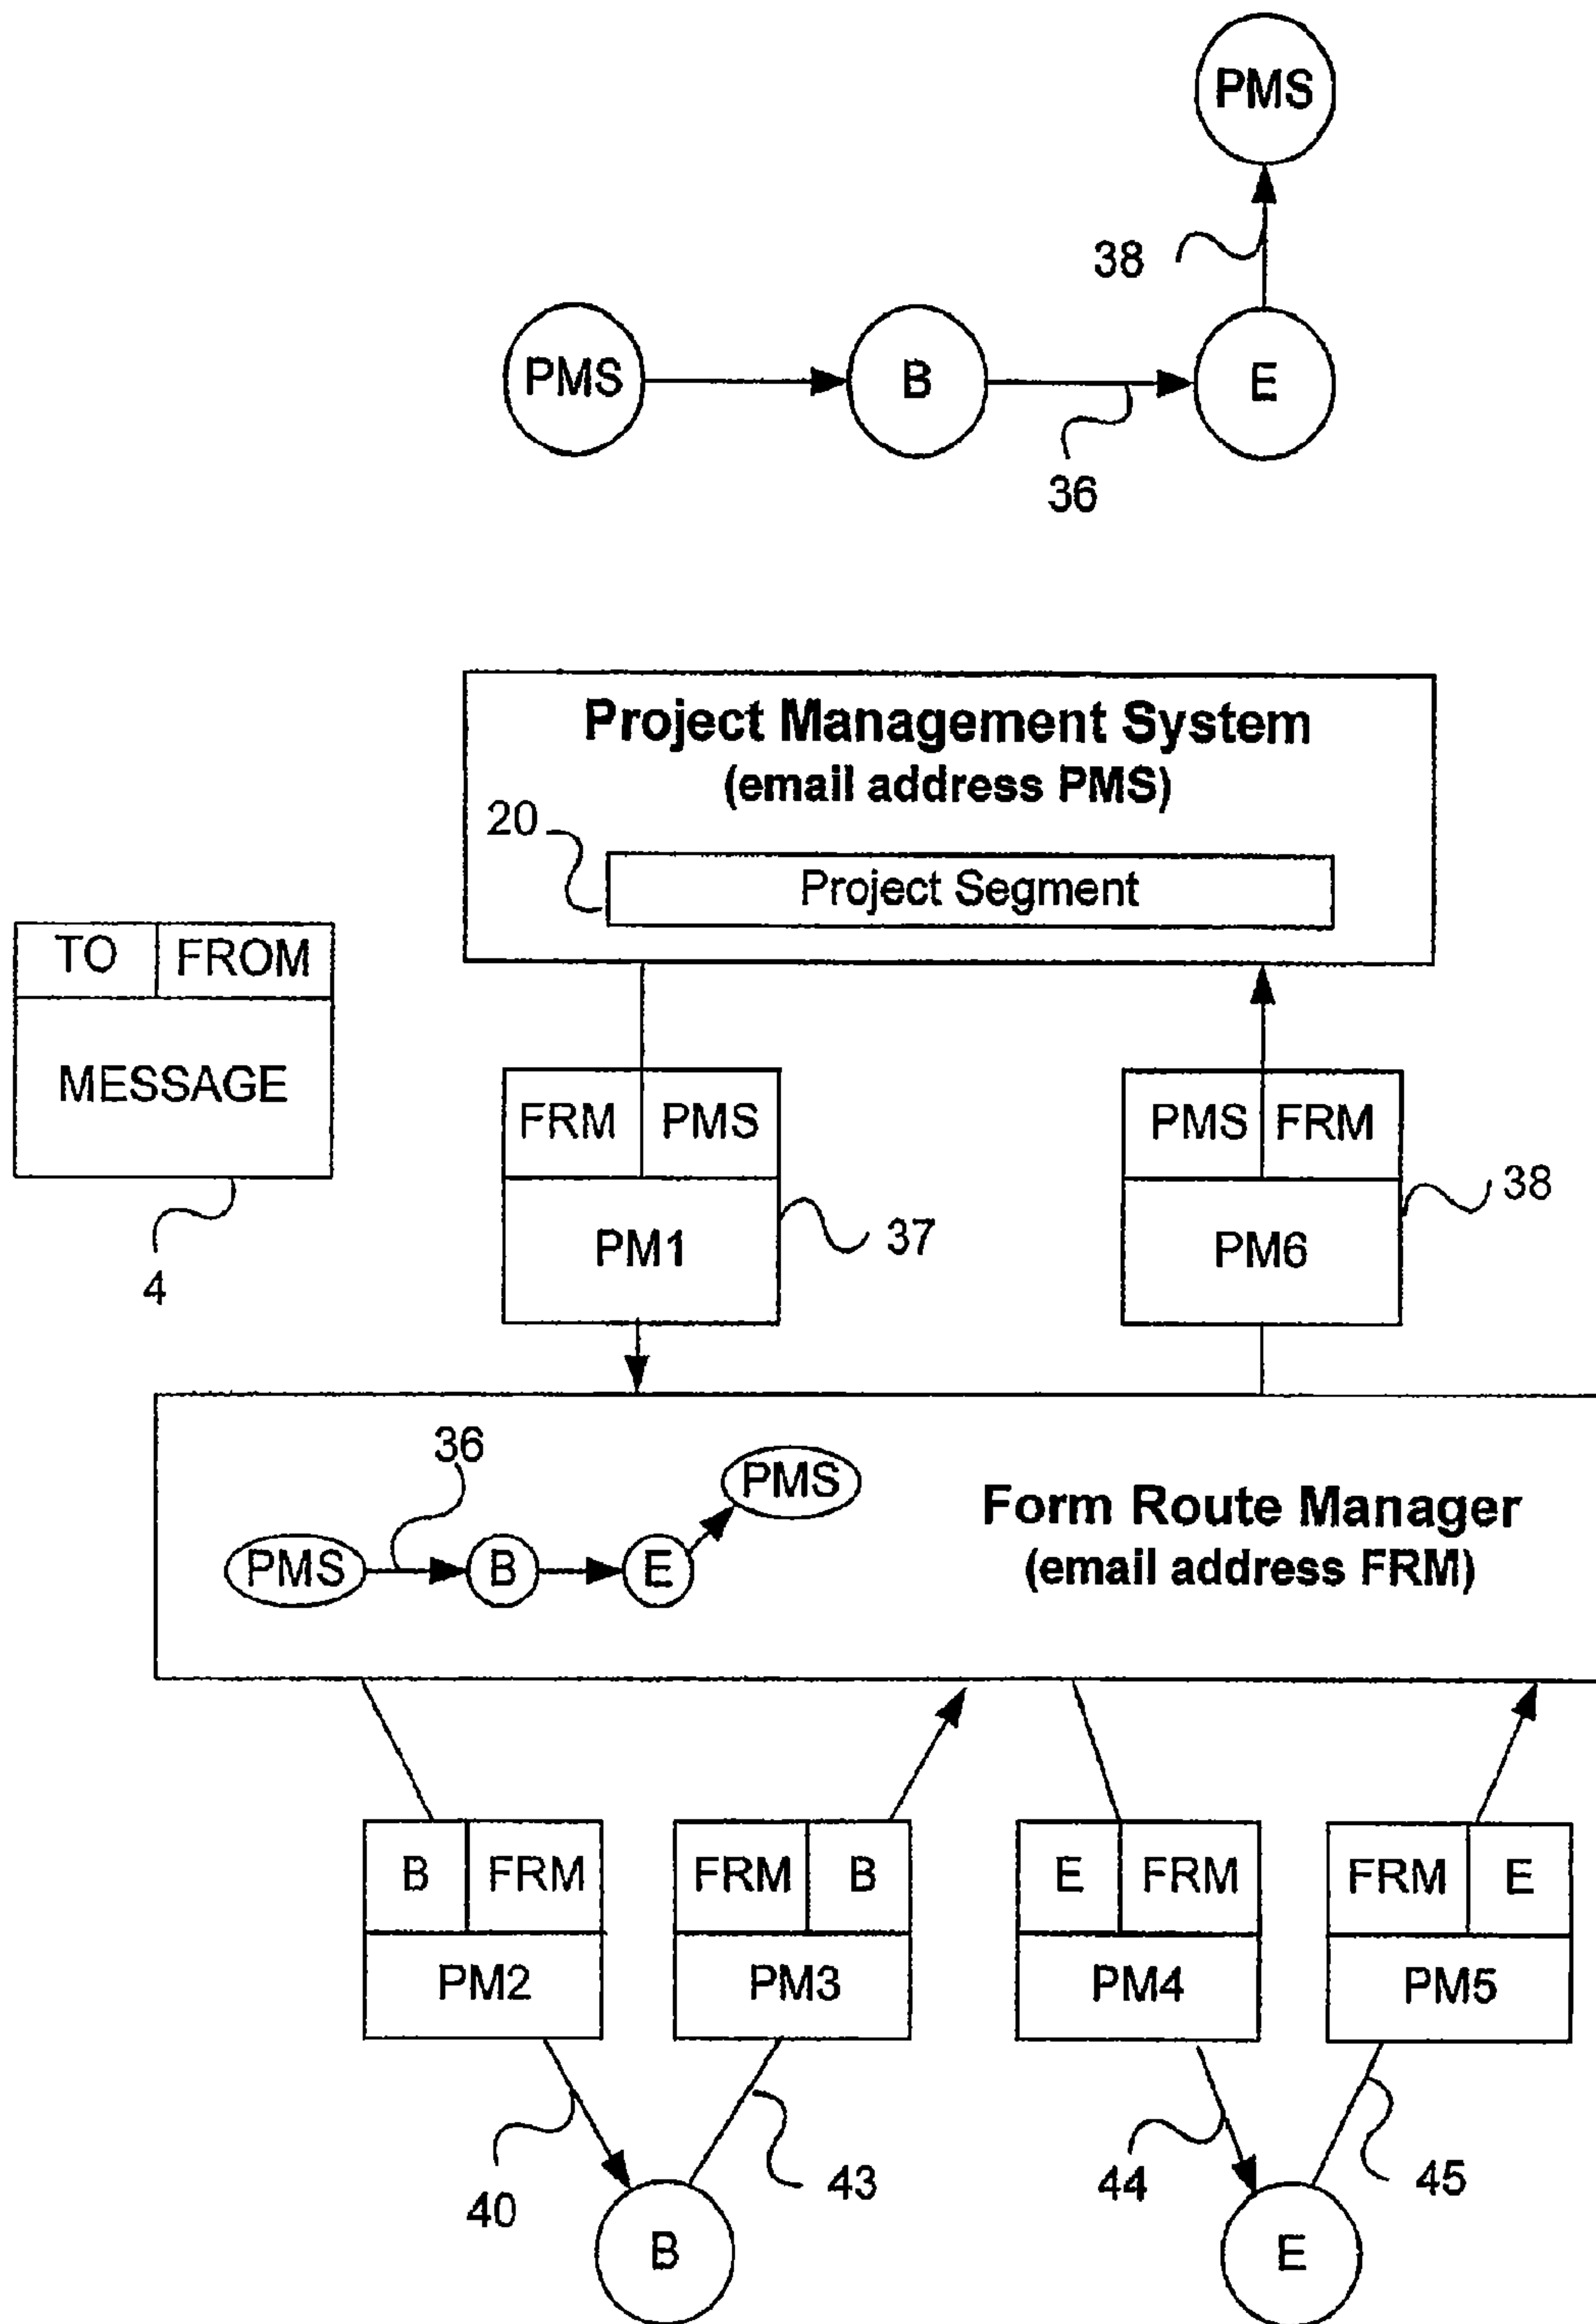 PMS
38
PMS
B
E
36
Project Management System
(email address PMS)
20
Project Segment
TO FROM
MESSAGE
4
FRM PMS
PM1
37
PMS FRM
PM6
38
36
PMS
PMS
B
E
Form Route Manager
(email address FRM)
B FRM
PM2
FRM B
PM3
E FRM
PM4
FRM E
PM5
40
43
44
45
B
E